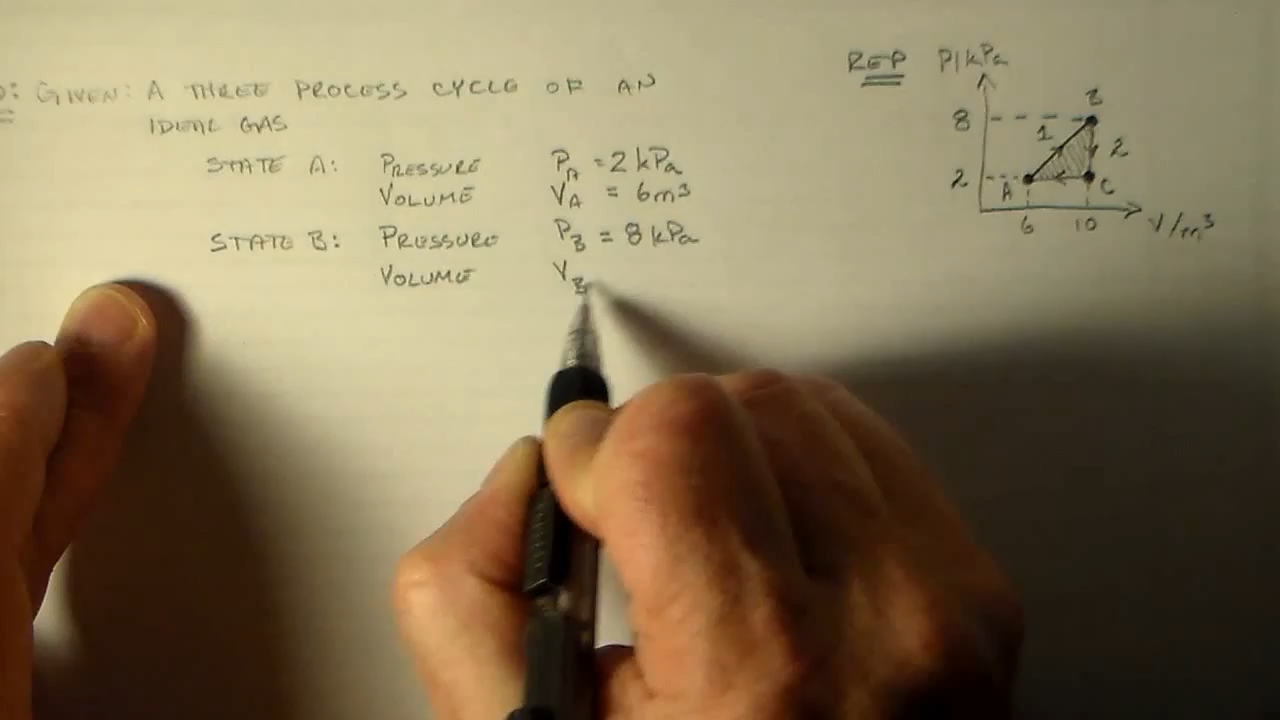 D: GIVEN: A THREE PROCESS CYCLE OF AN
IDEAL GAS
STATE A: PRESSURE P_A = 2 kPa
VOLUME V_A = 6m³
STATE B: PRESSURE P_B = 8 kPa
VOLUME V_B
REP P/kPa
8 B
1 2
2 A C
6 10 V/m³